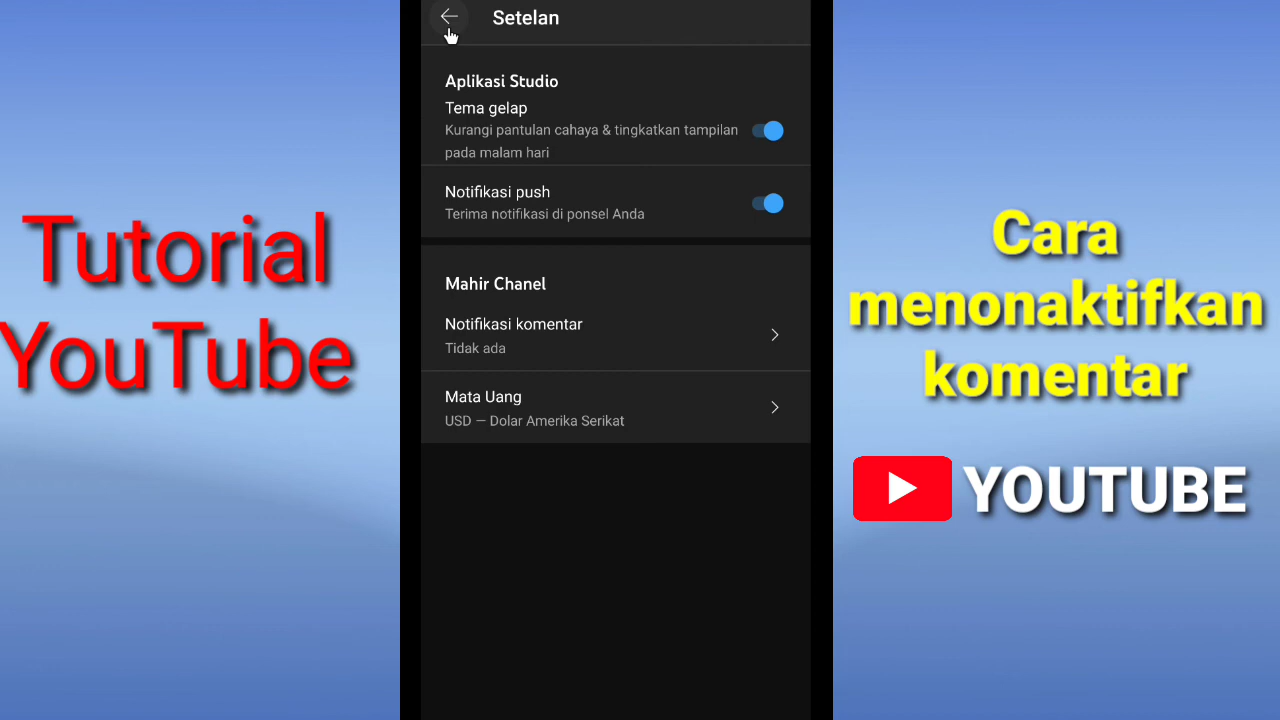 Tutorial
YouTube
Setelan
Aplikasi Studio
Tema gelap
Kurangi pantulan cahaya & tingkatkan tampilan
pada malam hari
Notifikasi push
Terima notifikasi di ponsel Anda
Mahir Chanel
Notifikasi komentar
Tidak ada
Mata Uang
USD — Dolar Amerika Serikat
Cara
menonaktifkan
komentar
YOUTUBE